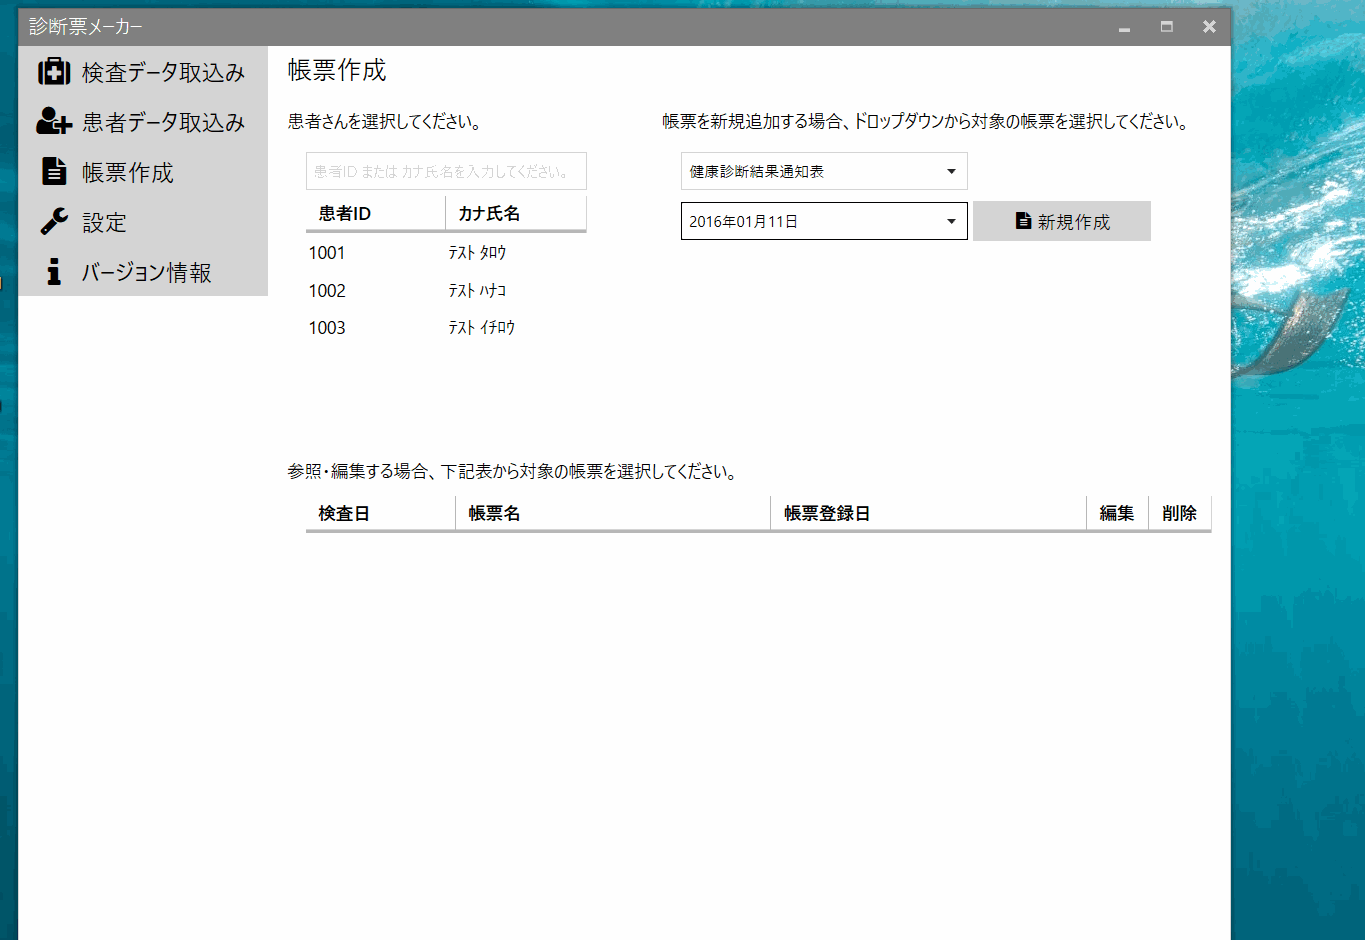 診断票メーカー
検査データ取込み
患者データ取込み
帳票作成
設定
バージョン情報
帳票作成
患者さんを選択してください。
患者ID または カナ氏名を入力してください。
患者ID カナ氏名
1001 ﾃｽﾄ ﾀﾛｳ
1002 ﾃｽﾄ ﾊﾅｺ
1003 ﾃｽﾄ ｲﾁﾛｳ
帳票を新規追加する場合、ドロップダウンから対象の帳票を選択してください。
健康診断結果通知表
2016年01月11日
新規作成
参照・編集する場合、下記表から対象の帳票を選択してください。
検査日 帳票名 帳票登録日 編集 削除